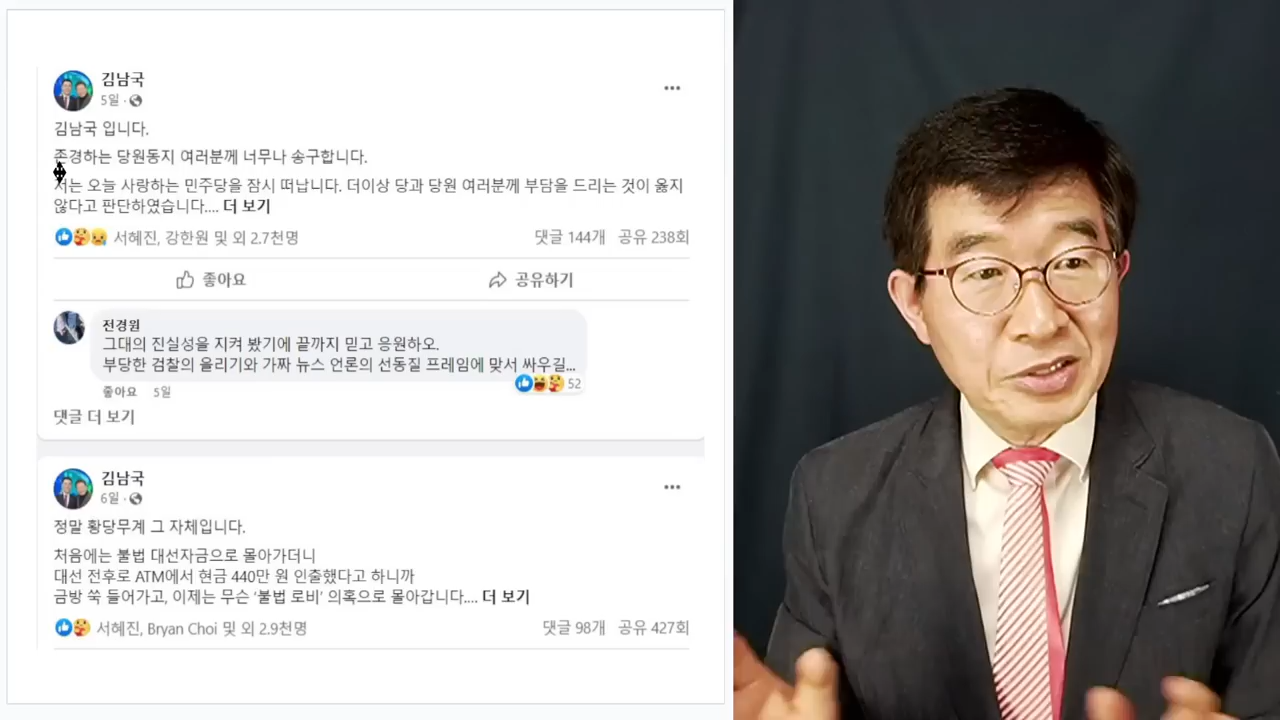 김남국
5일 ·
김남국 입니다.
존경하는 당원동지 여러분께 너무나 송구합니다.
저는 오늘 사랑하는 민주당을 잠시 떠납니다. 더이상 당과 당원 여러분께 부담을 드리는 것이 옳지
않다고 판단하였습니다.... 더 보기
서혜진, 강한원 및 외 2.7천명 댓글 144개 공유 238회
좋아요 공유하기
전경원
그대의 진실성을 지켜 봤기에 끝까지 믿고 응원하오.
부당한 검찰의 올리기와 가짜 뉴스 언론의 선동질 프레임에 맞서 싸우길...
좋아요 5일 52
댓글 더 보기
김남국
6일 ·
정말 황당무계 그 자체입니다.
처음에는 불법 대선자금으로 몰아가더니
대선 전후로 ATM에서 현금 440만 원 인출했다고 하니까
금방 쑥 들어가고, 이제는 무슨 '불법 로비' 의혹으로 몰아갑니다.... 더 보기
서혜진, Bryan Choi 및 외 2.9천명 댓글 98개 공유 427회